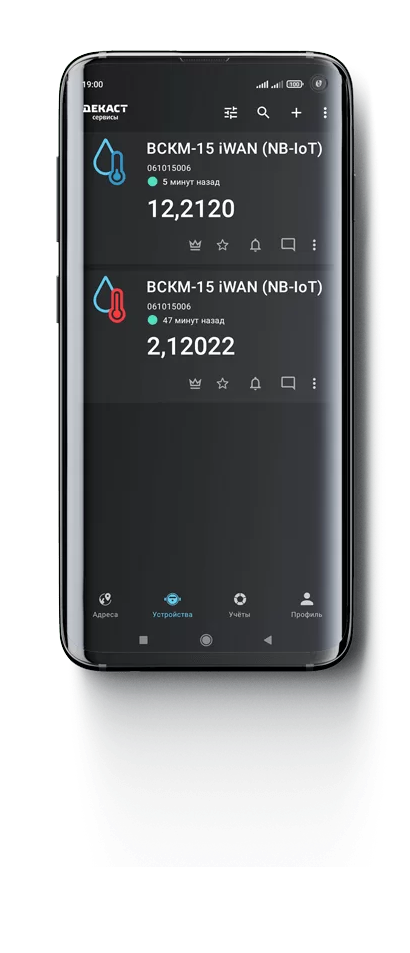 19:00
100
ДЕКАСТ
сервисы
ВСКМ-15 iWAN (NB-IoT)
061015006
5 минут назад
12,2120
ВСКМ-15 iWAN (NB-IoT)
061015006
47 минут назад
2,12022
Адреса
Устройства
Учёты
Профиль